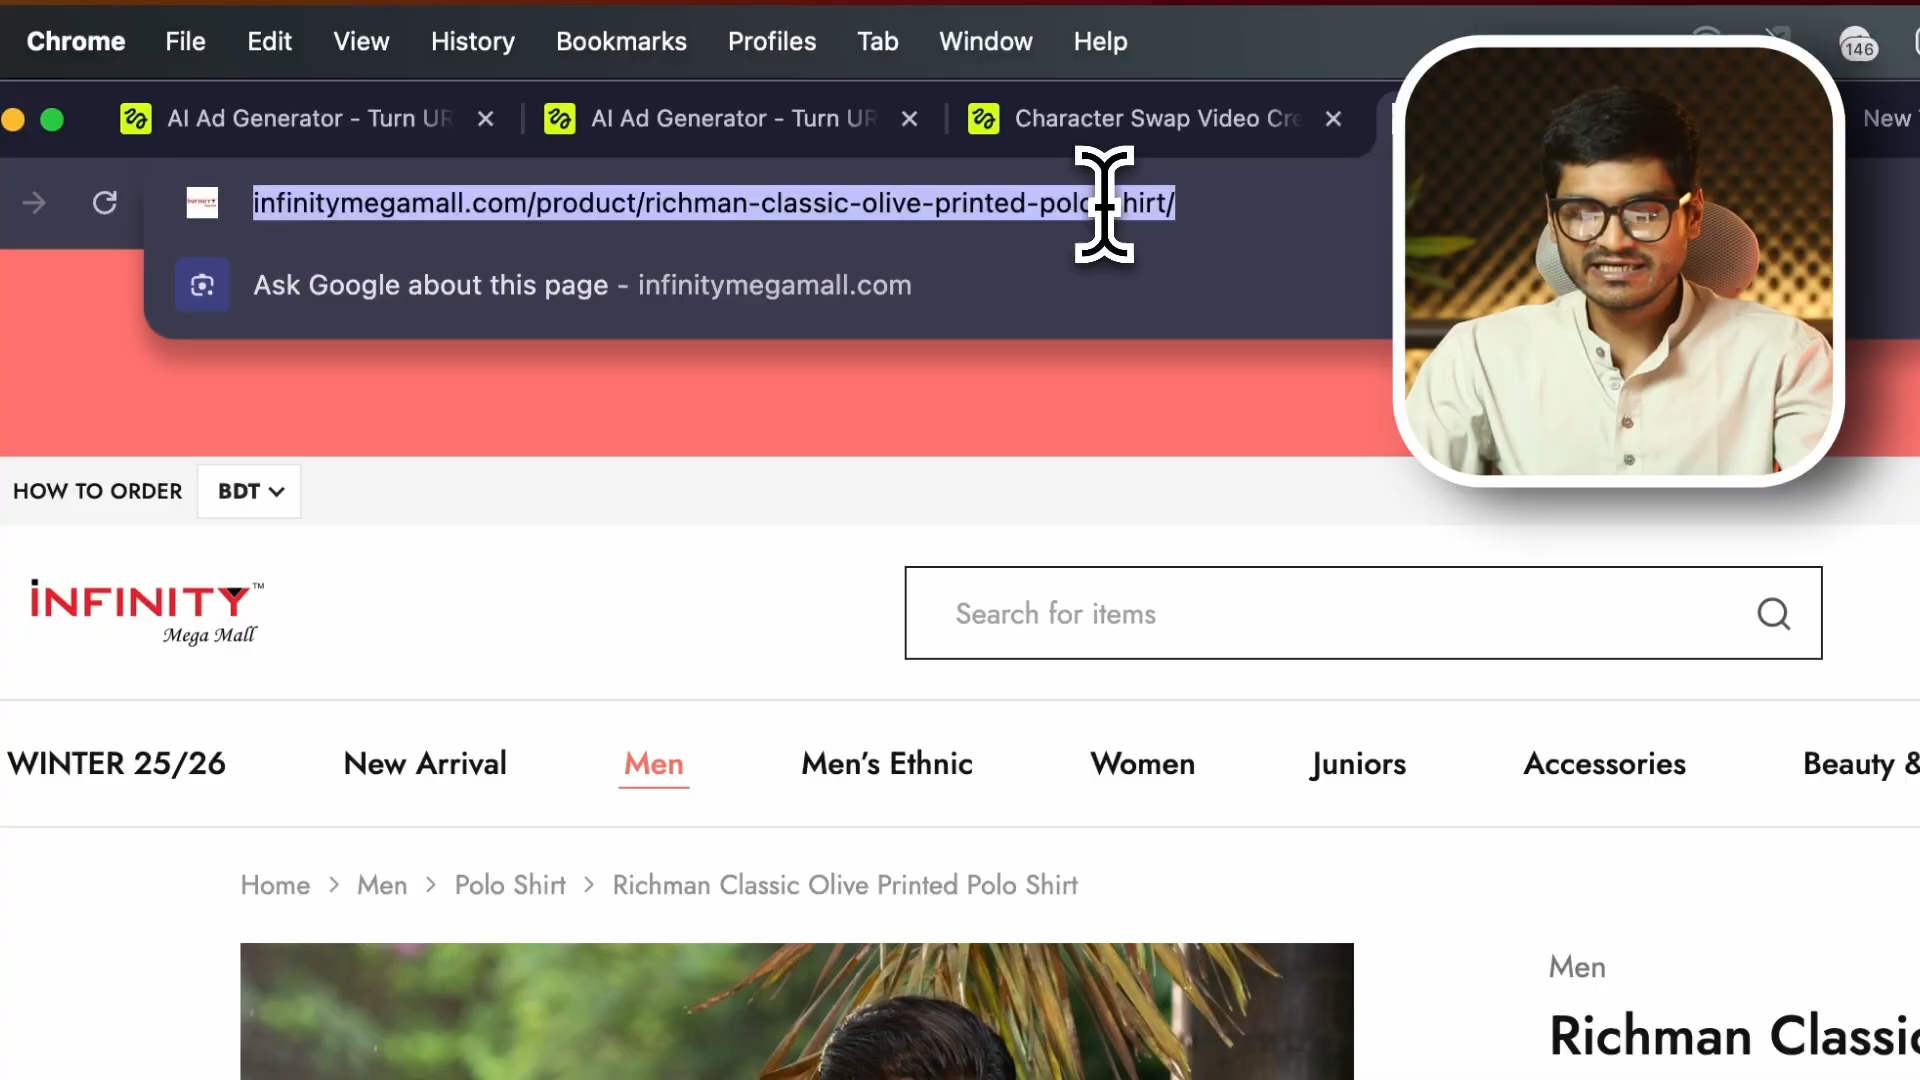 Chrome File Edit View History Bookmarks Profiles Tab Window Help 146
AI Ad Generator - Turn UR AI Ad Generator - Turn UR Character Swap Video Cre New
infinitymegamall.com/product/richman-classic-olive-printed-polo-shirt/
Ask Google about this page - infinitymegamall.com
HOW TO ORDER BDT
INFINITY™
Mega Mall
Search for items
WINTER 25/26 New Arrival Men Men's Ethnic Women Juniors Accessories Beauty &
Home > Men > Polo Shirt > Richman Classic Olive Printed Polo Shirt
Men
Richman Classic